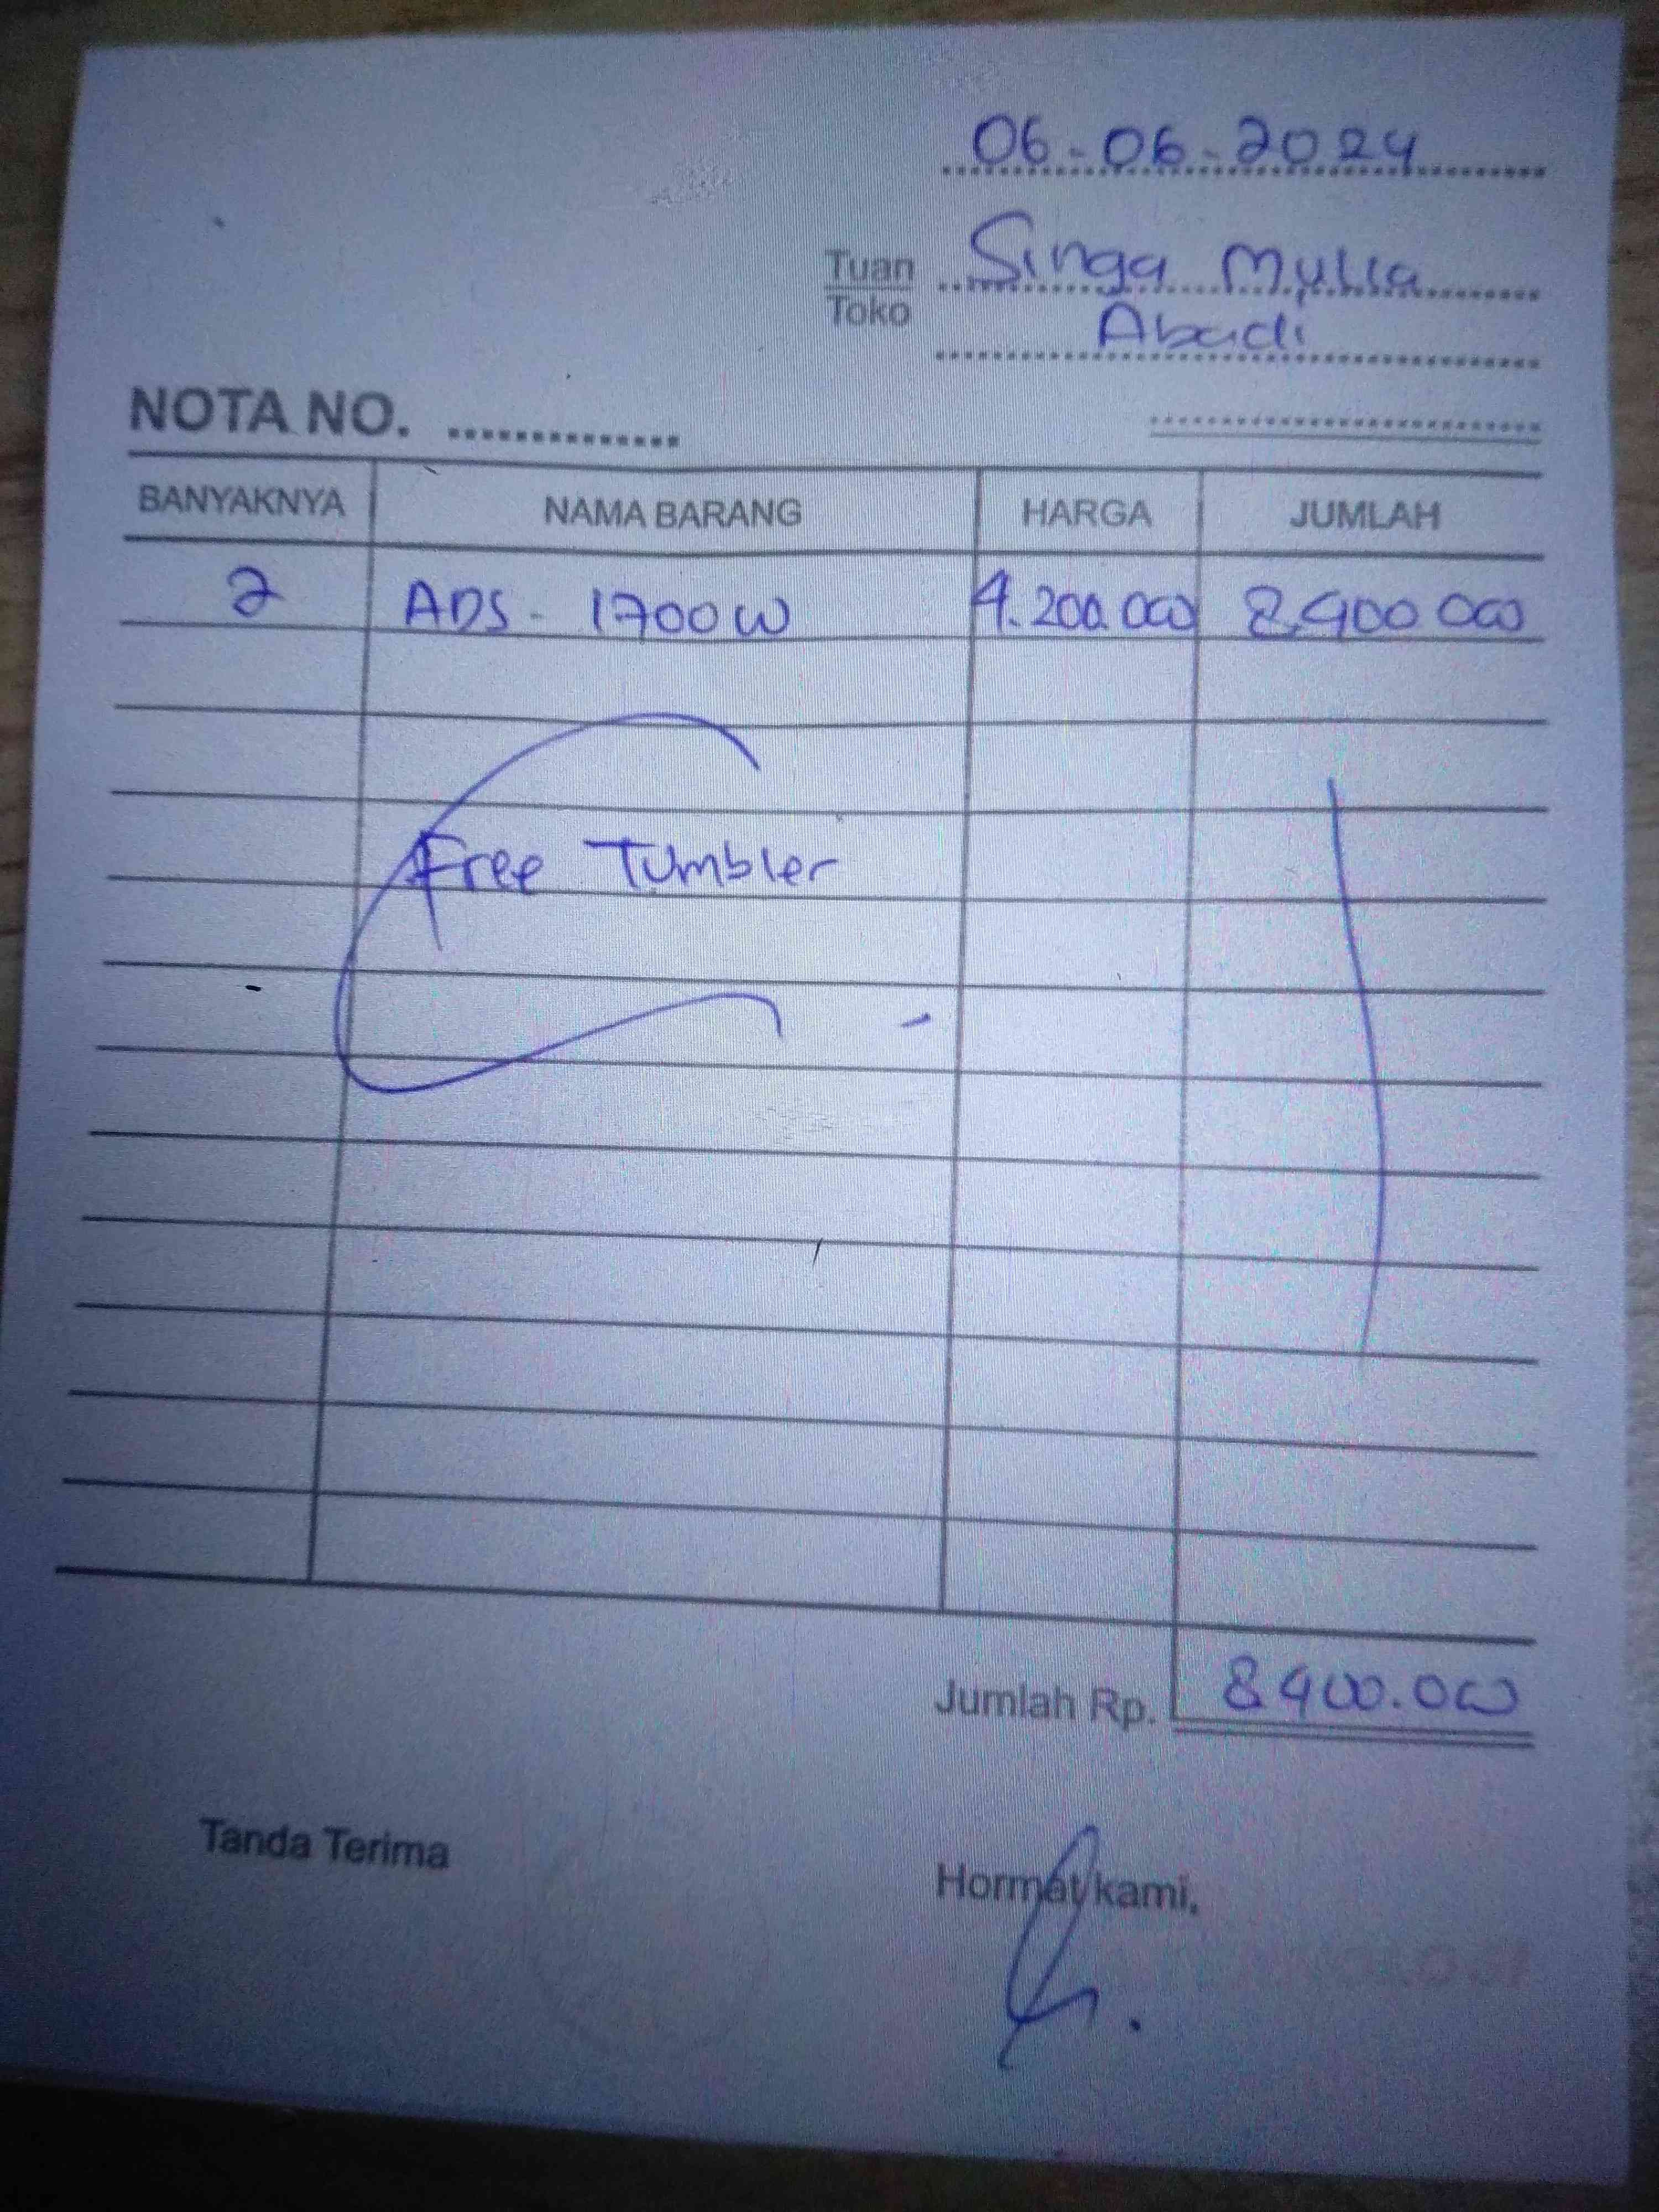 06-06-2024
Tuan Singa Mulia
Toko Abadi
NOTA NO. ..............
BANYAKNYA NAMA BARANG HARGA JUMLAH
2 ADS - 1700 W 4.200.000 8.400 000
Free Tumbler
Jumlah Rp. 8.400.000
Tanda Terima
Hormat kami,